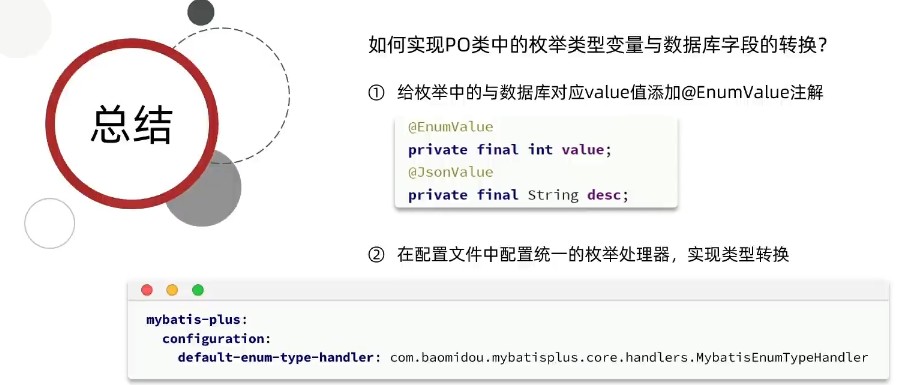 总结
如何实现PO类中的枚举类型变量与数据库字段的转换？
① 给枚举中的与数据库对应value值添加@EnumValue注解
@EnumValue
private final int value;
@JsonValue
private final String desc;
② 在配置文件中配置统一的枚举处理器，实现类型转换
mybatis-plus:
configuration:
default-enum-type-handler: com.baomidou.mybatisplus.core.handlers.MybatisEnumTypeHandler